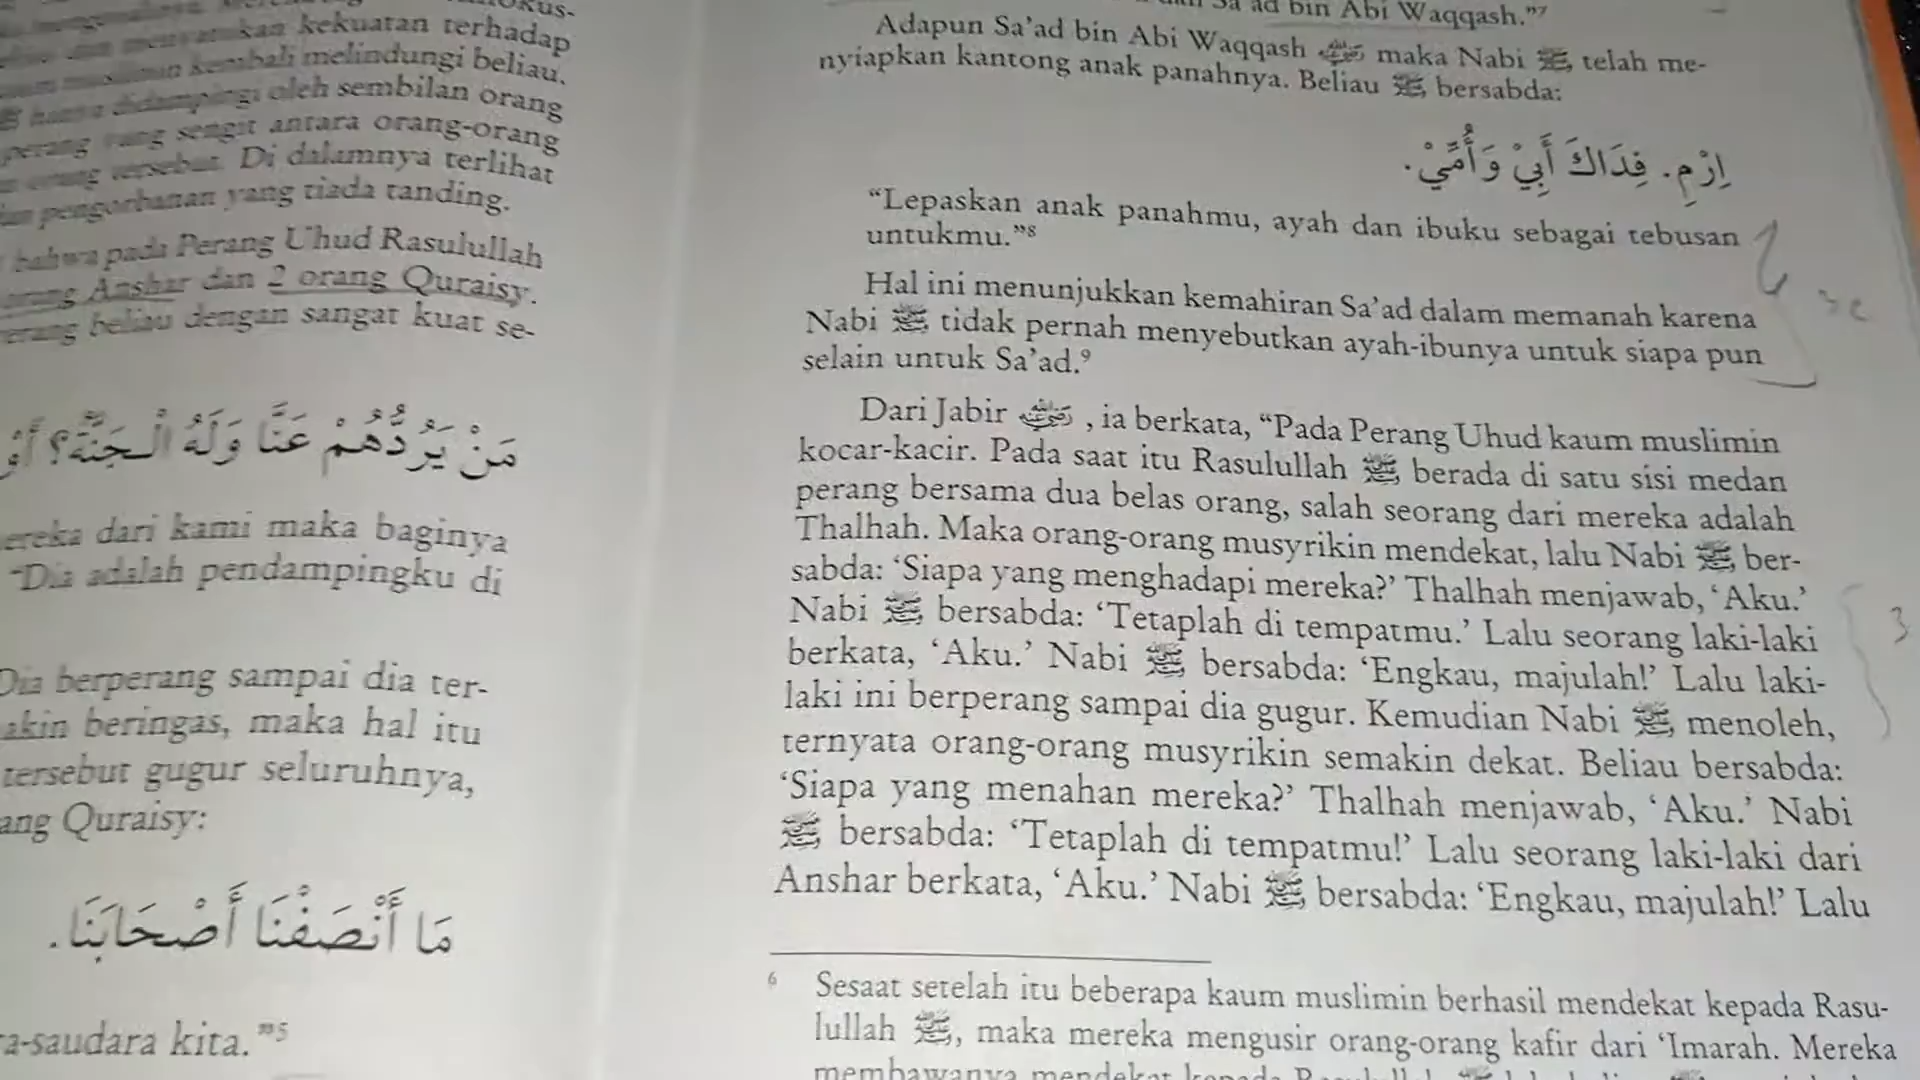 kekuatan terhadap
kembali melindungi beliau.
oleh sembilan orang
perang yang sengit antara orang-orang
tersebut. Di dalamnya terlihat
pengorbanan yang tiada tanding.
bahwa pada Perang Uhud Rasulullah
orang Anshar dan 2 orang Quraisy.
beliau dengan sangat kuat se-
مَنْ يَرُدُّهُمْ عَنَّا وَلَهُ الْجَنَّةُ؟ أَوْ
ereka dari kami maka baginya
“Dia adalah pendampingku di
Dia berperang sampai dia ter-
akin beringas, maka hal itu
tersebut gugur seluruhnya,
ang Quraisy:
مَا أَنْصَفْنَا أَصْحَابَنَا.
a-saudara kita.”⁵
Sa’ad bin Abi Waqqash.”⁷
Adapun Sa’ad bin Abi Waqqash maka Nabi ﷺ telah me-
nyiapkan kantong anak panahnya. Beliau ﷺ bersabda:
اِرْمِ. فِدَاكَ أَبِيْ وَأُمِّيْ.
“Lepaskan anak panahmu, ayah dan ibuku sebagai tebusan
untukmu.”⁸
Hal ini menunjukkan kemahiran Sa’ad dalam memanah karena
Nabi ﷺ tidak pernah menyebutkan ayah-ibunya untuk siapa pun
selain untuk Sa’ad.⁹
Dari Jabir , ia berkata, “Pada Perang Uhud kaum muslimin
kocar-kacir. Pada saat itu Rasulullah ﷺ berada di satu sisi medan
perang bersama dua belas orang, salah seorang dari mereka adalah
Thalhah. Maka orang-orang musyrikin mendekat, lalu Nabi ﷺ ber-
sabda: ‘Siapa yang menghadapi mereka?’ Thalhah menjawab, ‘Aku.’
Nabi ﷺ bersabda: ‘Tetaplah di tempatmu.’ Lalu seorang laki-laki
berkata, ‘Aku.’ Nabi ﷺ bersabda: ‘Engkau, majulah!’ Lalu laki-
laki ini berperang sampai dia gugur. Kemudian Nabi ﷺ menoleh,
ternyata orang-orang musyrikin semakin dekat. Beliau bersabda:
‘Siapa yang menahan mereka?’ Thalhah menjawab, ‘Aku.’ Nabi
ﷺ bersabda: ‘Tetaplah di tempatmu!’ Lalu seorang laki-laki dari
Anshar berkata, ‘Aku.’ Nabi ﷺ bersabda: ‘Engkau, majulah!’ Lalu
3
⁶ Sesaat setelah itu beberapa kaum muslimin berhasil mendekat kepada Rasu-
lullah ﷺ, maka mereka mengusir orang-orang kafir dari ‘Imarah. Mereka
membawanya mendekat kepada